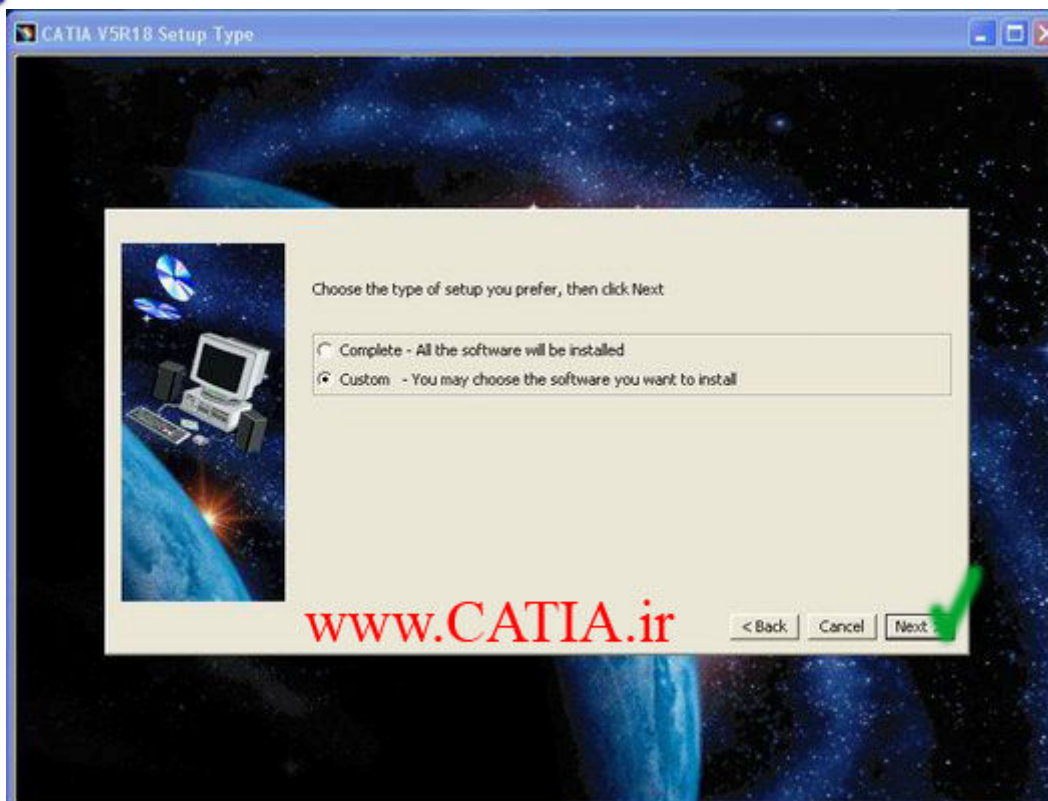 CATIA V5R18 Setup Type
Choose the type of setup you prefer, then click Next
Complete - All the software will be installed
Custom - You may choose the software you want to install
www.CATIA.ir
< Back Cancel Next >